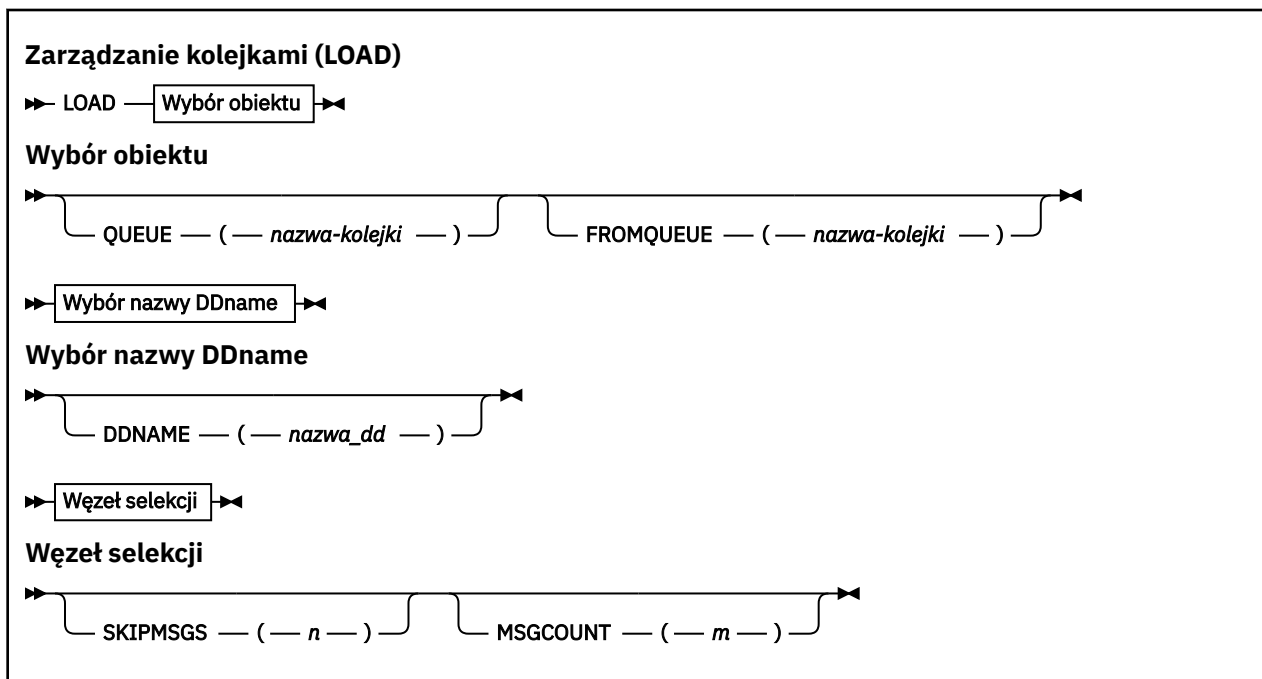 Zarządzanie kolejkami (LOAD)
LOAD Wybór obiektu
Wybór obiektu
QUEUE ( nazwa-kolejki ) FROMQUEUE ( nazwa-kolejki )
Wybór nazwy DDname
Wybór nazwy DDname
DDNAME ( nazwa_dd )
Węzeł selekcji
Węzeł selekcji
SKIPMSGS ( n ) MSGCOUNT ( m )